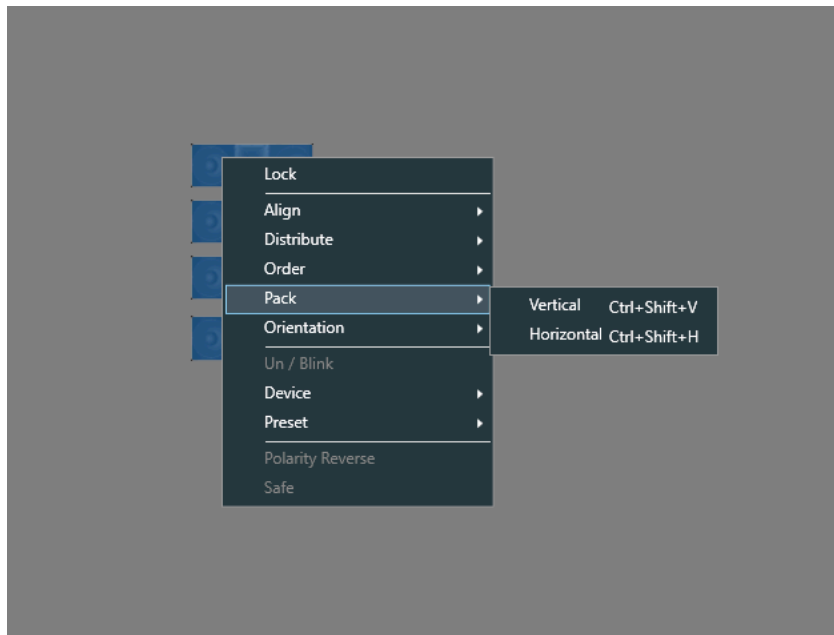 Lock
Align
Distribute
Order
Pack
Vertical Ctrl+Shift+V
Horizontal Ctrl+Shift+H
Orientation
Un / Blink
Device
Preset
Polarity Reverse
Safe